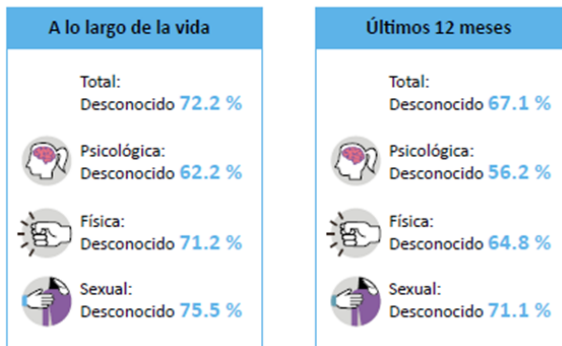 A lo largo de la vida
Total:
Desconocido 72.2 %
Psicológica:
Desconocido 62.2 %
Física:
Desconocido 71.2 %
Sexual:
Desconocido 75.5 %
Últimos 12 meses
Total:
Desconocido 67.1 %
Psicológica:
Desconocido 56.2 %
Física:
Desconocido 64.8 %
Sexual:
Desconocido 71.1 %